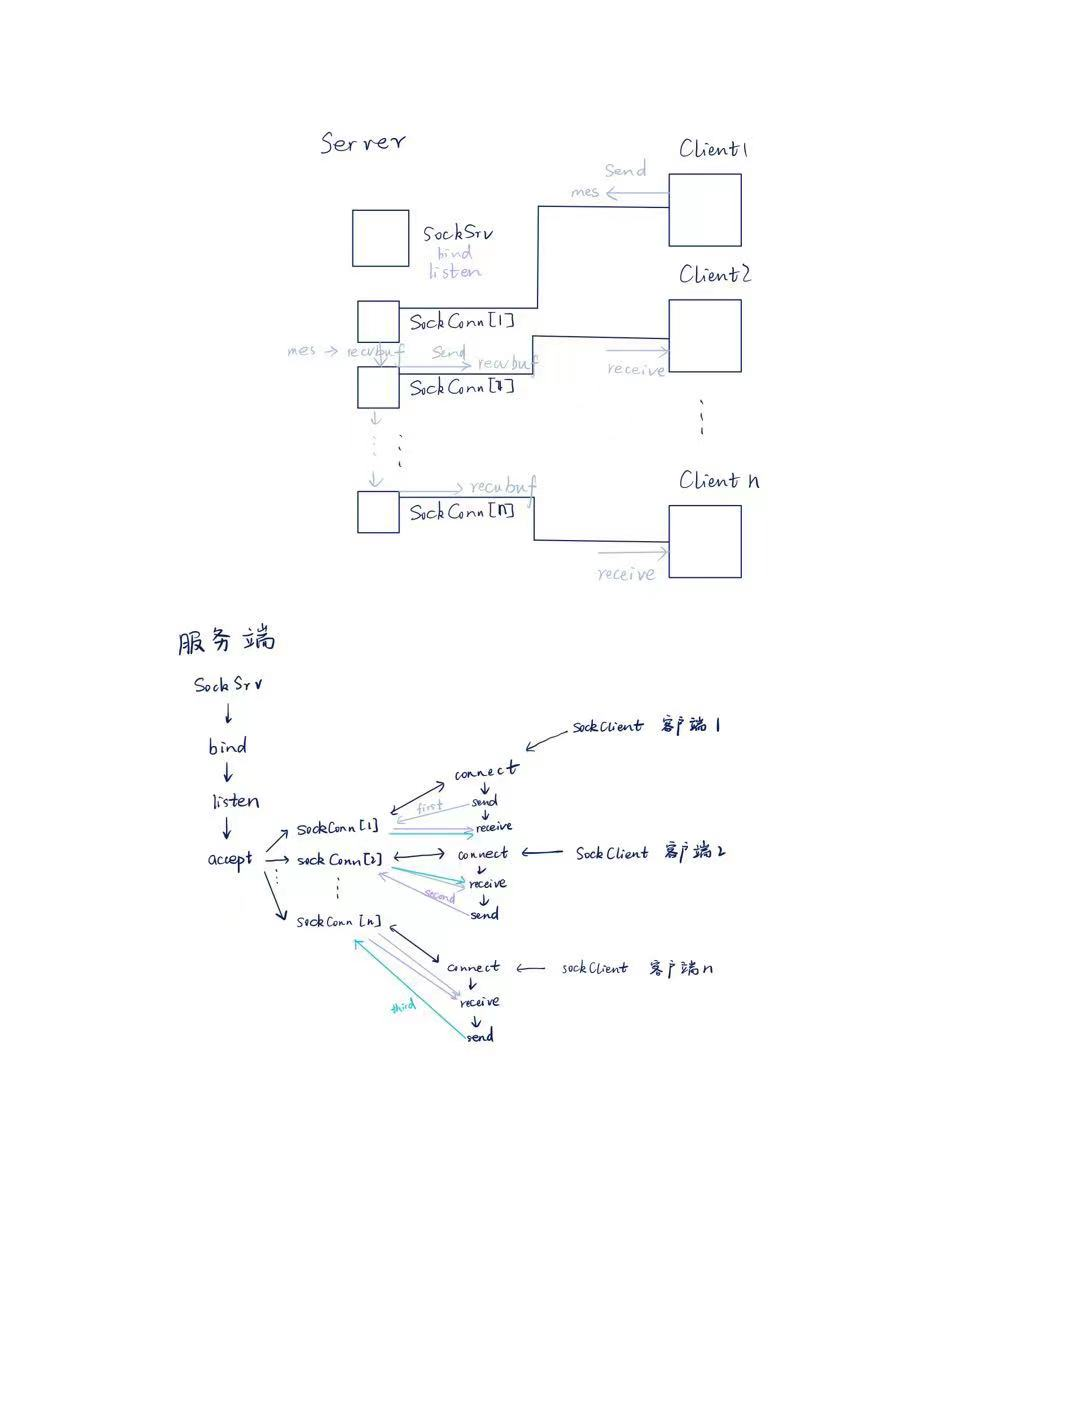 Server
Client1
Send
mes
SockSrv
bind
listen
Client2
SockConn[1]
mes → recvbuf
Send
recvbuf
receive
SockConn[2]
Client n
recvbuf
SockConn[n]
receive
服务端
SockSrv
bind
listen
accept
SockClient 客户端1
connect
first
send
SockConn[1]
receive
sockConn[2]
connect
SockClient 客户端2
receive
second
send
SockConn[n]
connect
sockClient 客户端n
receive
third
send